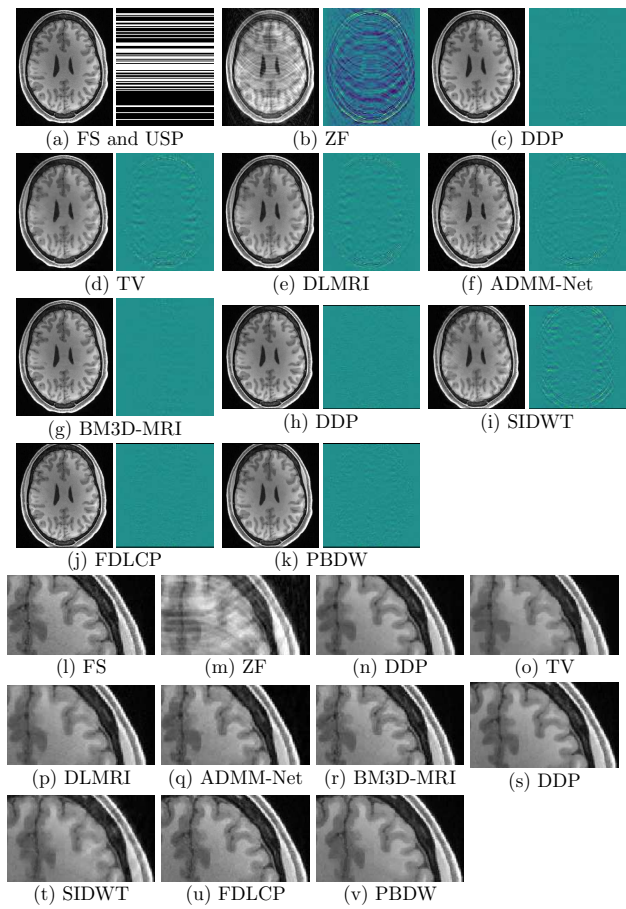 (a) FS and USP (b) ZF (c) DDP
(d) TV (e) DLMRI (f) ADMM-Net
(g) BM3D-MRI (h) DDP (i) SIDWT
(j) FDLCP (k) PBDW
(l) FS (m) ZF (n) DDP (o) TV
(p) DLMRI (q) ADMM-Net (r) BM3D-MRI (s) DDP
(t) SIDWT (u) FDLCP (v) PBDW